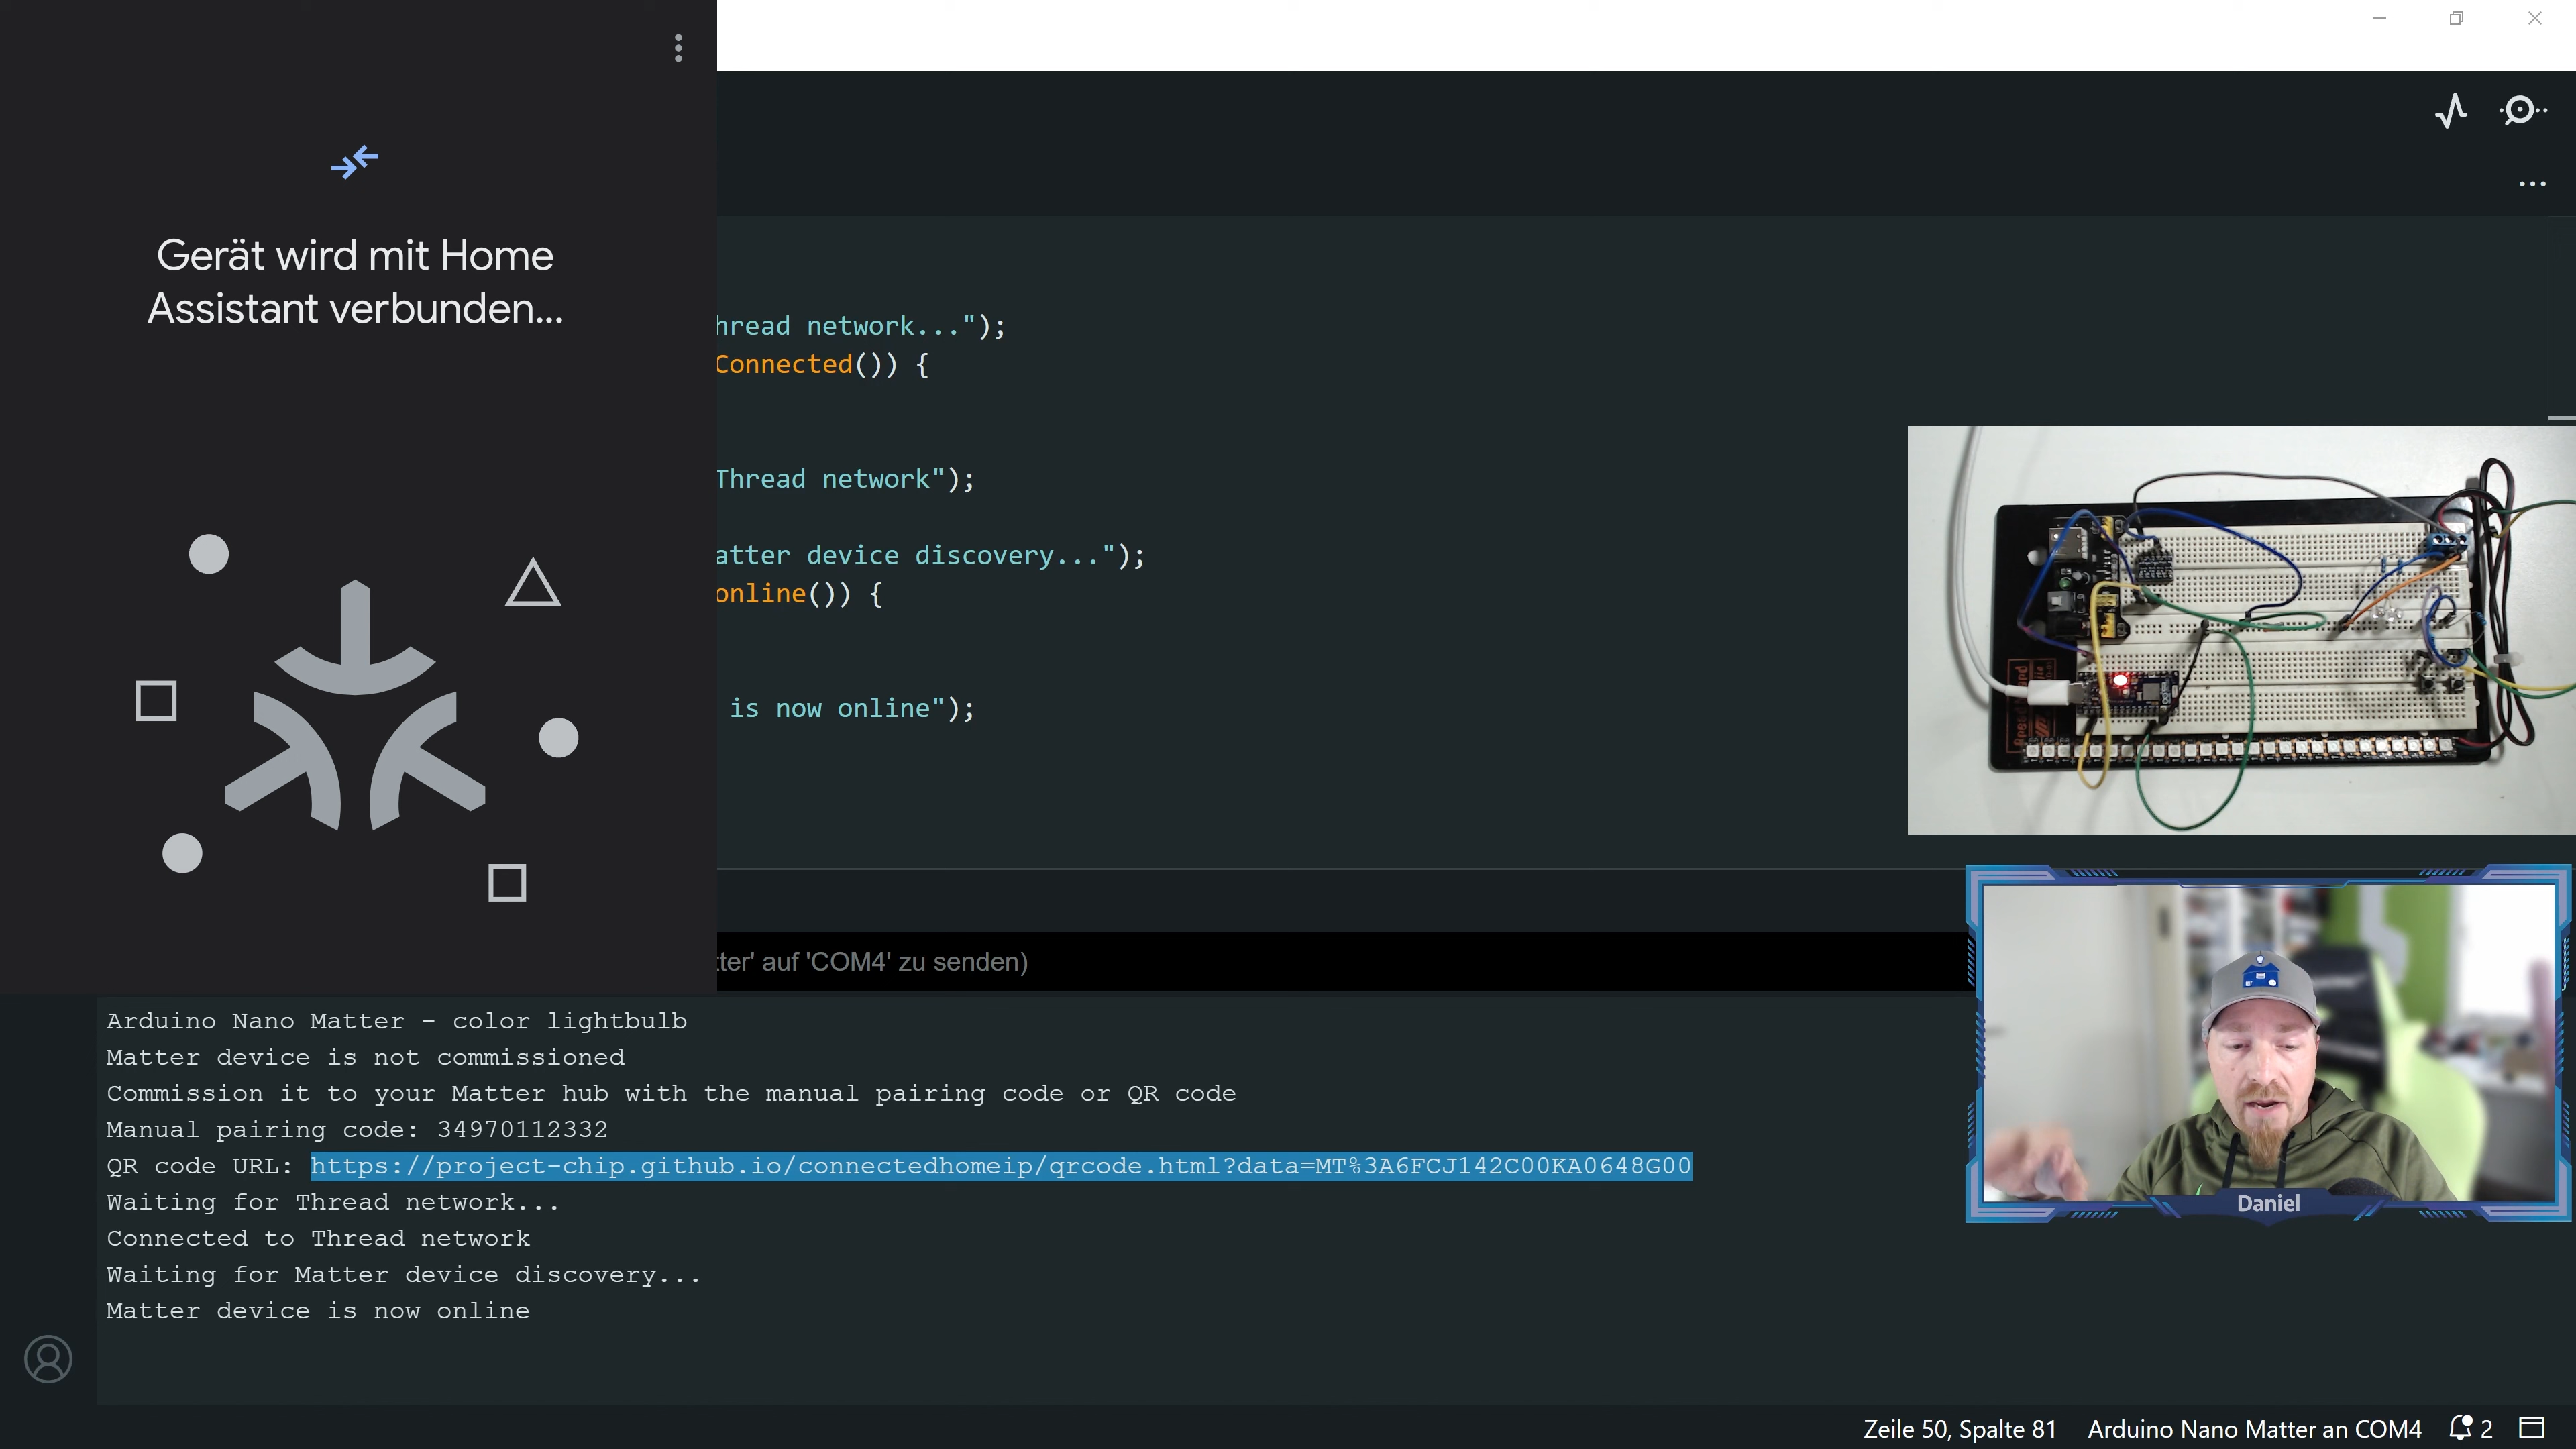 Gerät wird mit Home
Assistant verbunden...
hread network...");
Connected()) {
Thread network");
atter device discovery...");
online()) {
is now online");
tter' auf 'COM4' zu senden)
Arduino Nano Matter - color lightbulb
Matter device is not commissioned
Commission it to your Matter hub with the manual pairing code or QR code
Manual pairing code: 34970112332
QR code URL: https://project-chip.github.io/connectedhomeip/qrcode.html?data=MT%3A6FCJ142C00KA0648G00
Waiting for Thread network...
Connected to Thread network
Waiting for Matter device discovery...
Matter device is now online
Daniel
Zeile 50, Spalte 81 Arduino Nano Matter an COM4 2